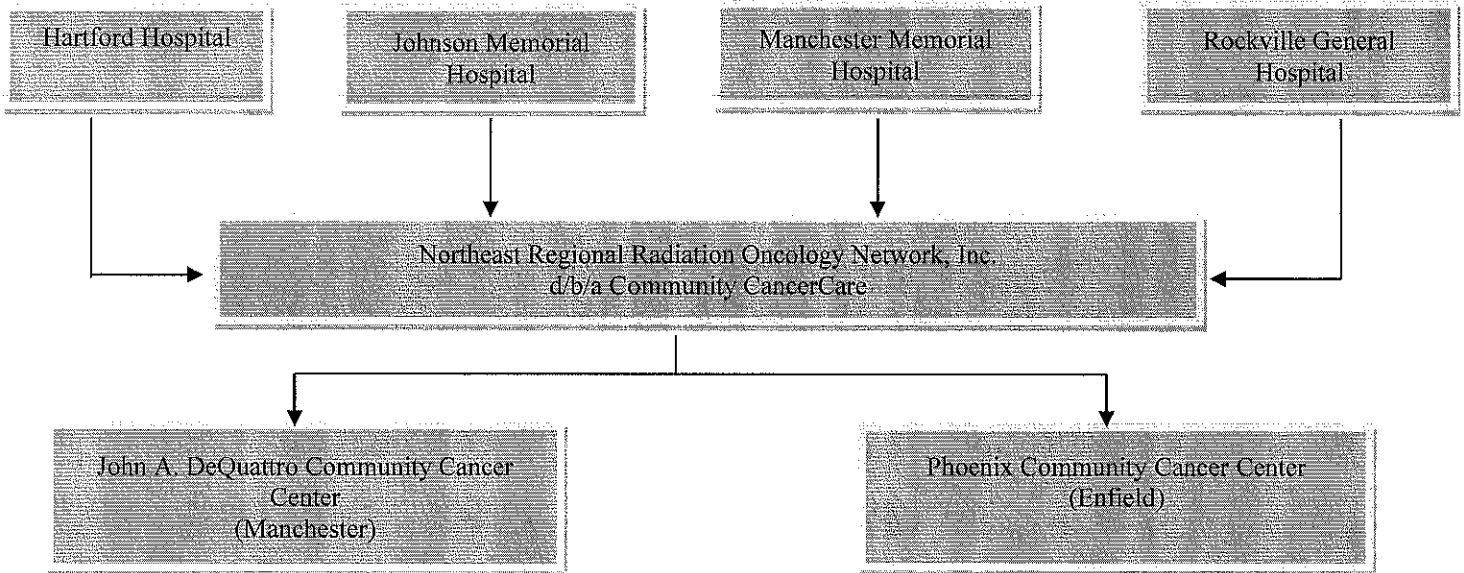 Hartford Hospital
Johnson Memorial
Hospital
Manchester Memorial
Hospital
Rockville General
Hospital
Northeast Regional Radiation Oncology Network, Inc.
d/b/a Community CancerCare
John A. DeQuattro Community Cancer
Center
(Manchester)
Phoenix Community Cancer Center
(Enfield)